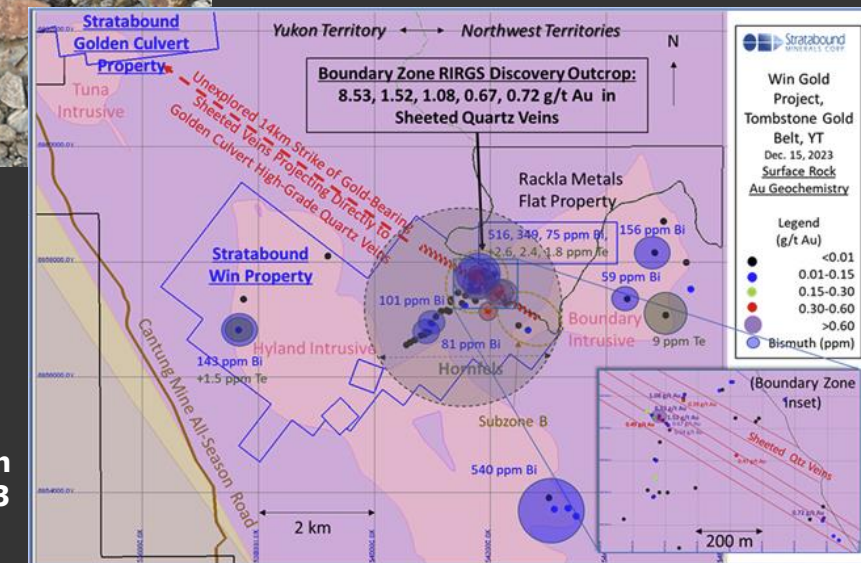 Stratabound
Golden Culvert
Property
Yukon Territory
Northwest Territories
N
Tuna
Intrusive
Boundary Zone RIRGS Discovery Outcrop:
8.53, 1.52, 1.08, 0.67, 0.72 g/t Au in
Sheeted Quartz Veins
Unexplored 14km Strike of Gold-Bearing
Sheeted Veins Projecting Directly to
Golden Culvert High-Grade Quartz Veins
Rackla Metals
Flat Property
Stratabound
Win Property
516, 349, 75 ppm Bi,
+2.6, 2.4, 1.8 ppm Te
156 ppm Bi
59 ppm Bi
101 ppm Bi
81 ppm Bi
Boundary
Intrusive
9 ppm Te
143 ppm Bi
+1.5 ppm Te
Hyland Intrusive
Hornfels
Cantung Mine All-Season Road
Subzone B
540 ppm Bi
2 km
(Boundary Zone
Inset)
Sheeted Qtz Veins
200 m
Stratabound
MINERALS CORP.
Win Gold
Project,
Tombstone Gold
Belt, YT
Dec. 15, 2023
Surface Rock
Au Geochemistry
Legend
(g/t Au)
<0.01
0.01-0.15
0.15-0.30
0.30-0.60
>0.60
Bismuth (ppm)